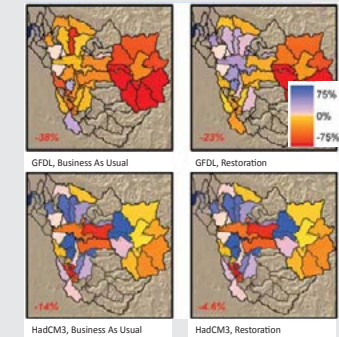 -38%
-23%
75%
0%
-75%
GFDL, Business As Usual
GFDL, Restoration
-14%
-4.6%
HadCM3, Business As Usual
HadCM3, Restoration